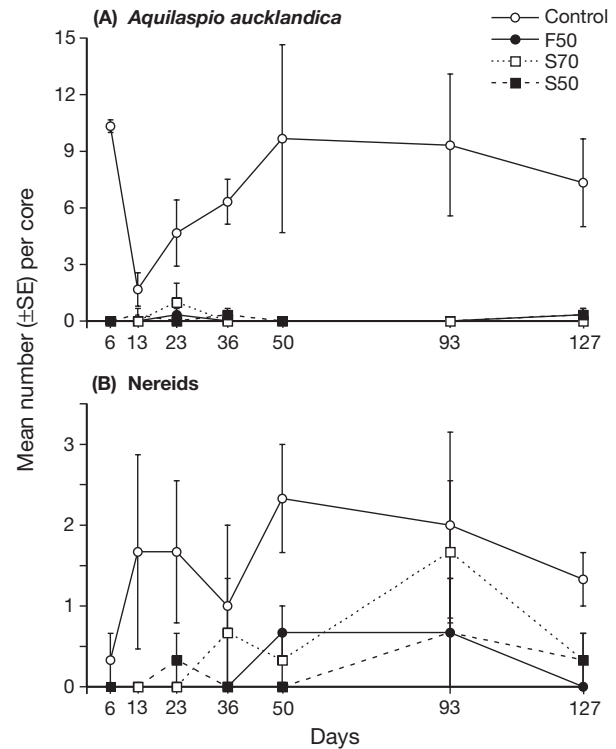 (A) Aquilaspio aucklandica
Control
F50
S70
S50
15
12
9
6
3
0
6 13 23 36 50 93 127
Mean number (±SE) per core
(B) Nereids
3
2
1
0
6 13 23 36 50 93 127
Days